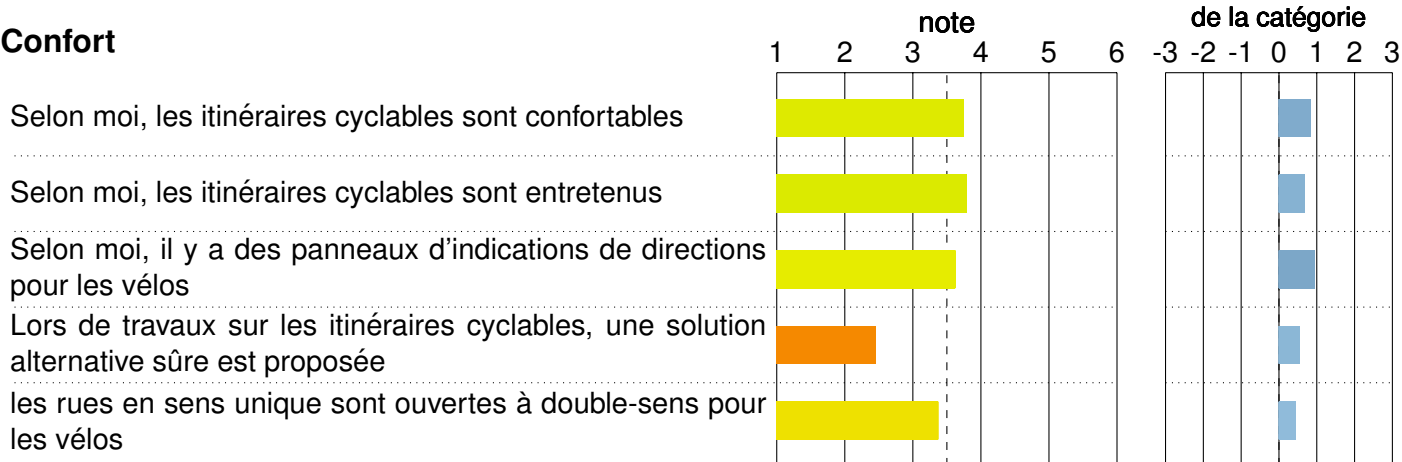 note
de la catégorie
Confort
1 2 3 4 5 6
-3 -2 -1 0 1 2 3
Selon moi, les itinéraires cyclables sont confortables
Selon moi, les itinéraires cyclables sont entretenus
Selon moi, il y a des panneaux d'indications de directions
pour les vélos
Lors de travaux sur les itinéraires cyclables, une solution
alternative sûre est proposée
les rues en sens unique sont ouvertes à double-sens pour
les vélos